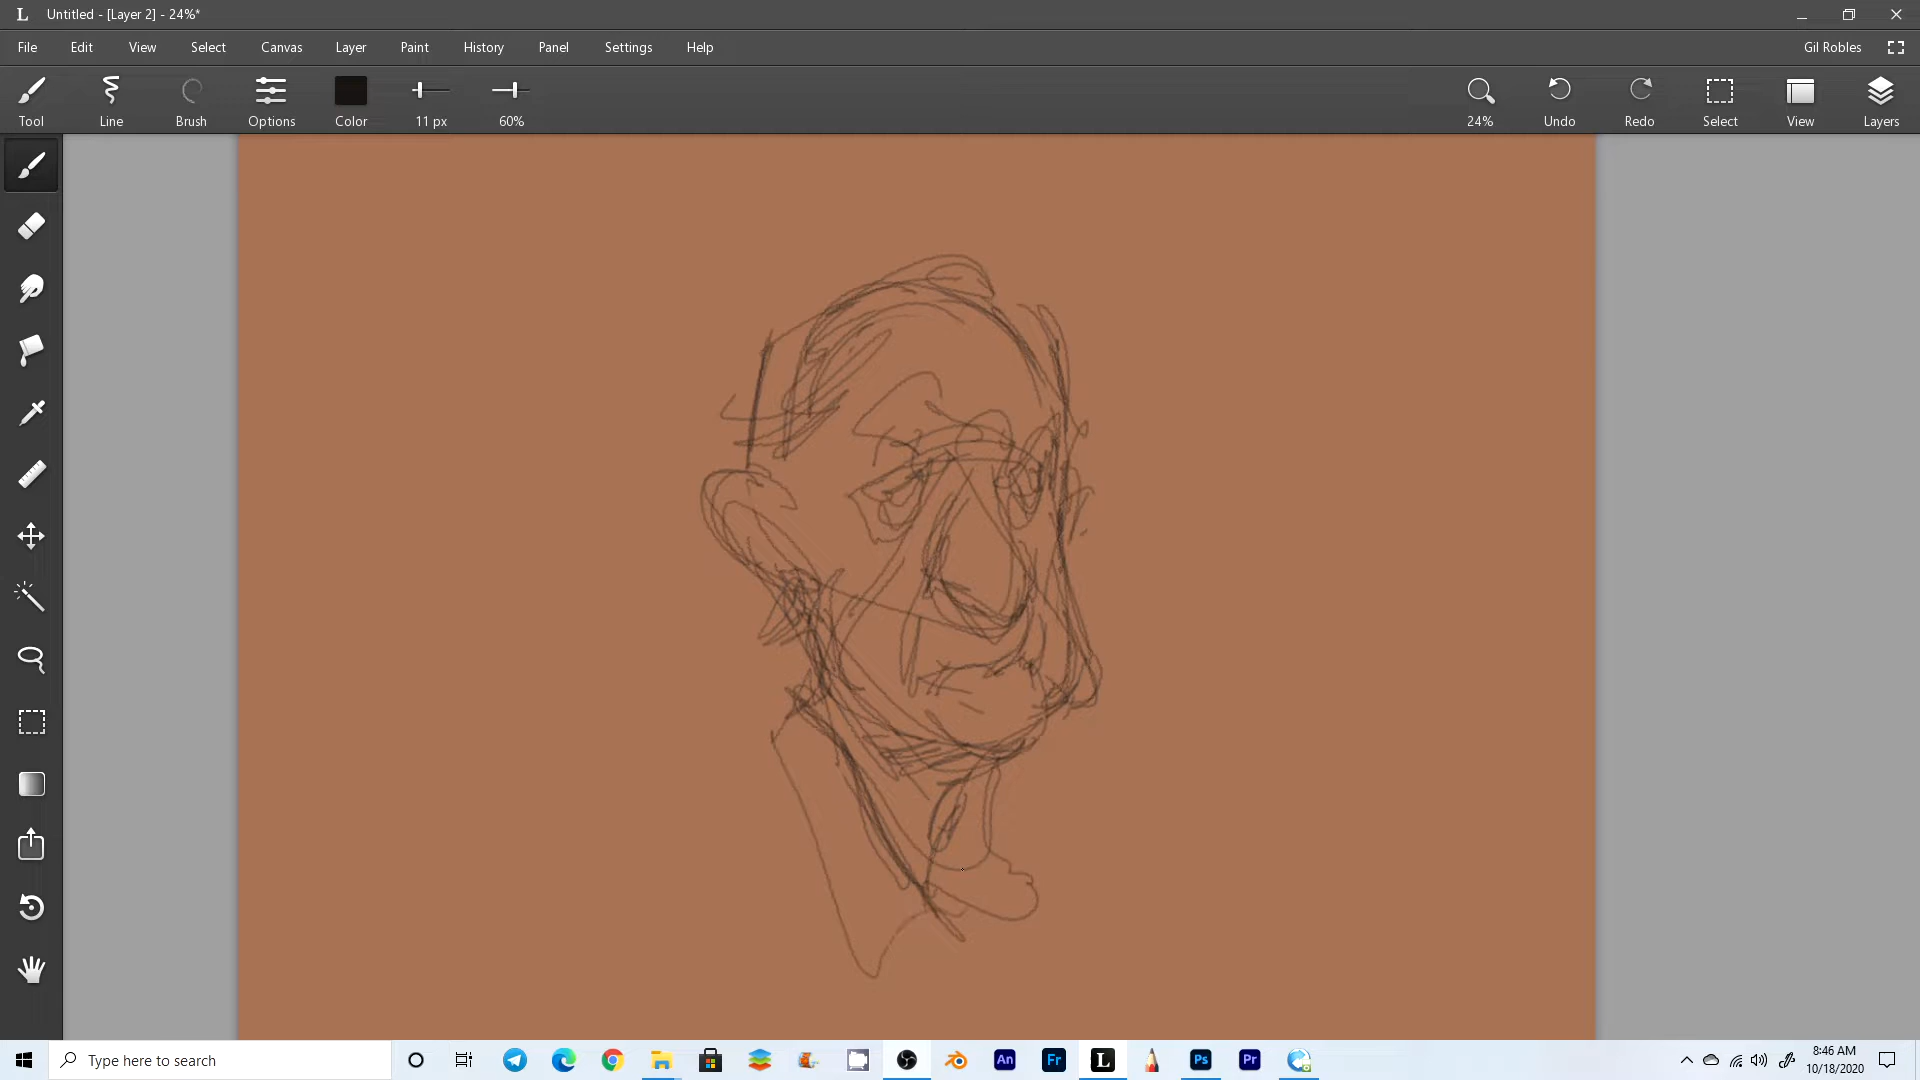 L Untitled - [Layer 2] - 24%*
File Edit View Select Canvas Layer Paint History Panel Settings Help Gil Robles
Tool Line Brush Options Color 11 px 60% 24% Undo Redo Select View Layers
Type here to search
An Fr L Ps Pr
8:46 AM
10/18/2020